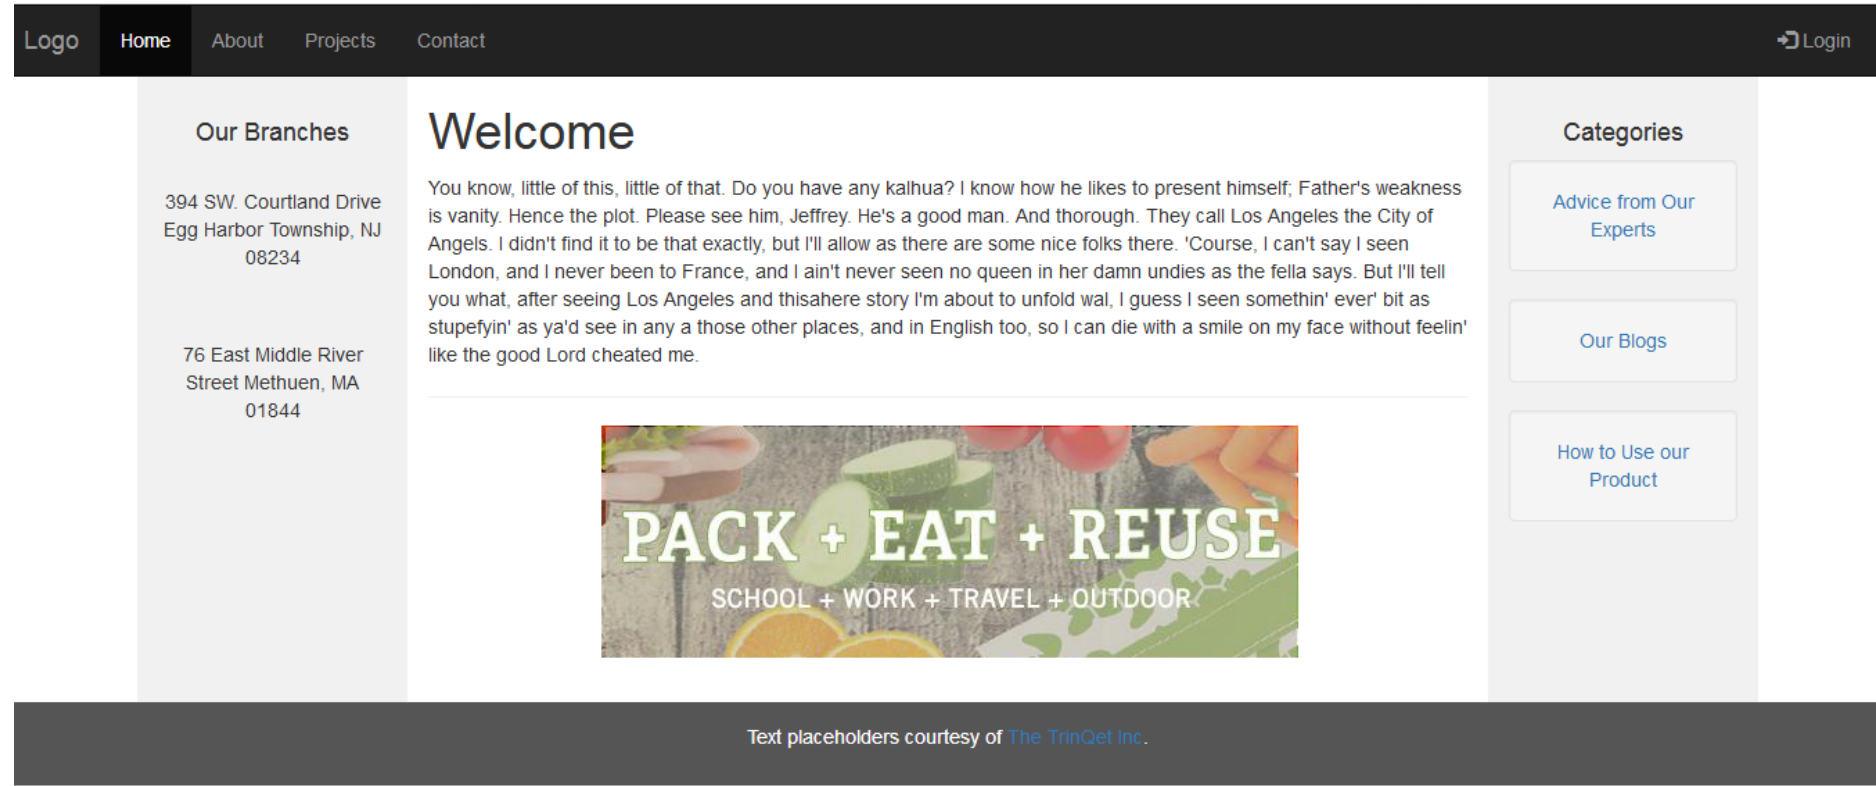 Logo Home About Projects Contact Login
Our Branches
394 SW. Courtland Drive
Egg Harbor Township, NJ
08234
76 East Middle River
Street Methuen, MA
01844
Welcome
You know, little of this, little of that. Do you have any kalhua? I know how he likes to present himself; Father's weakness
is vanity. Hence the plot. Please see him, Jeffrey. He's a good man. And thorough. They call Los Angeles the City of
Angels. I didn't find it to be that exactly, but I'll allow as there are some nice folks there. 'Course, I can't say I seen
London, and I never been to France, and I ain't never seen no queen in her damn undies as the fella says. But I'll tell
you what, after seeing Los Angeles and thisahere story I'm about to unfold wal, I guess I seen somethin' ever' bit as
stupefyin' as ya'd see in any a those other places, and in English too, so I can die with a smile on my face without feelin'
like the good Lord cheated me.
PACK + EAT + REUSE
SCHOOL + WORK + TRAVEL + OUTDOOR
Categories
Advice from Our
Experts
Our Blogs
How to Use our
Product
Text placeholders courtesy of The TrinQet Inc.